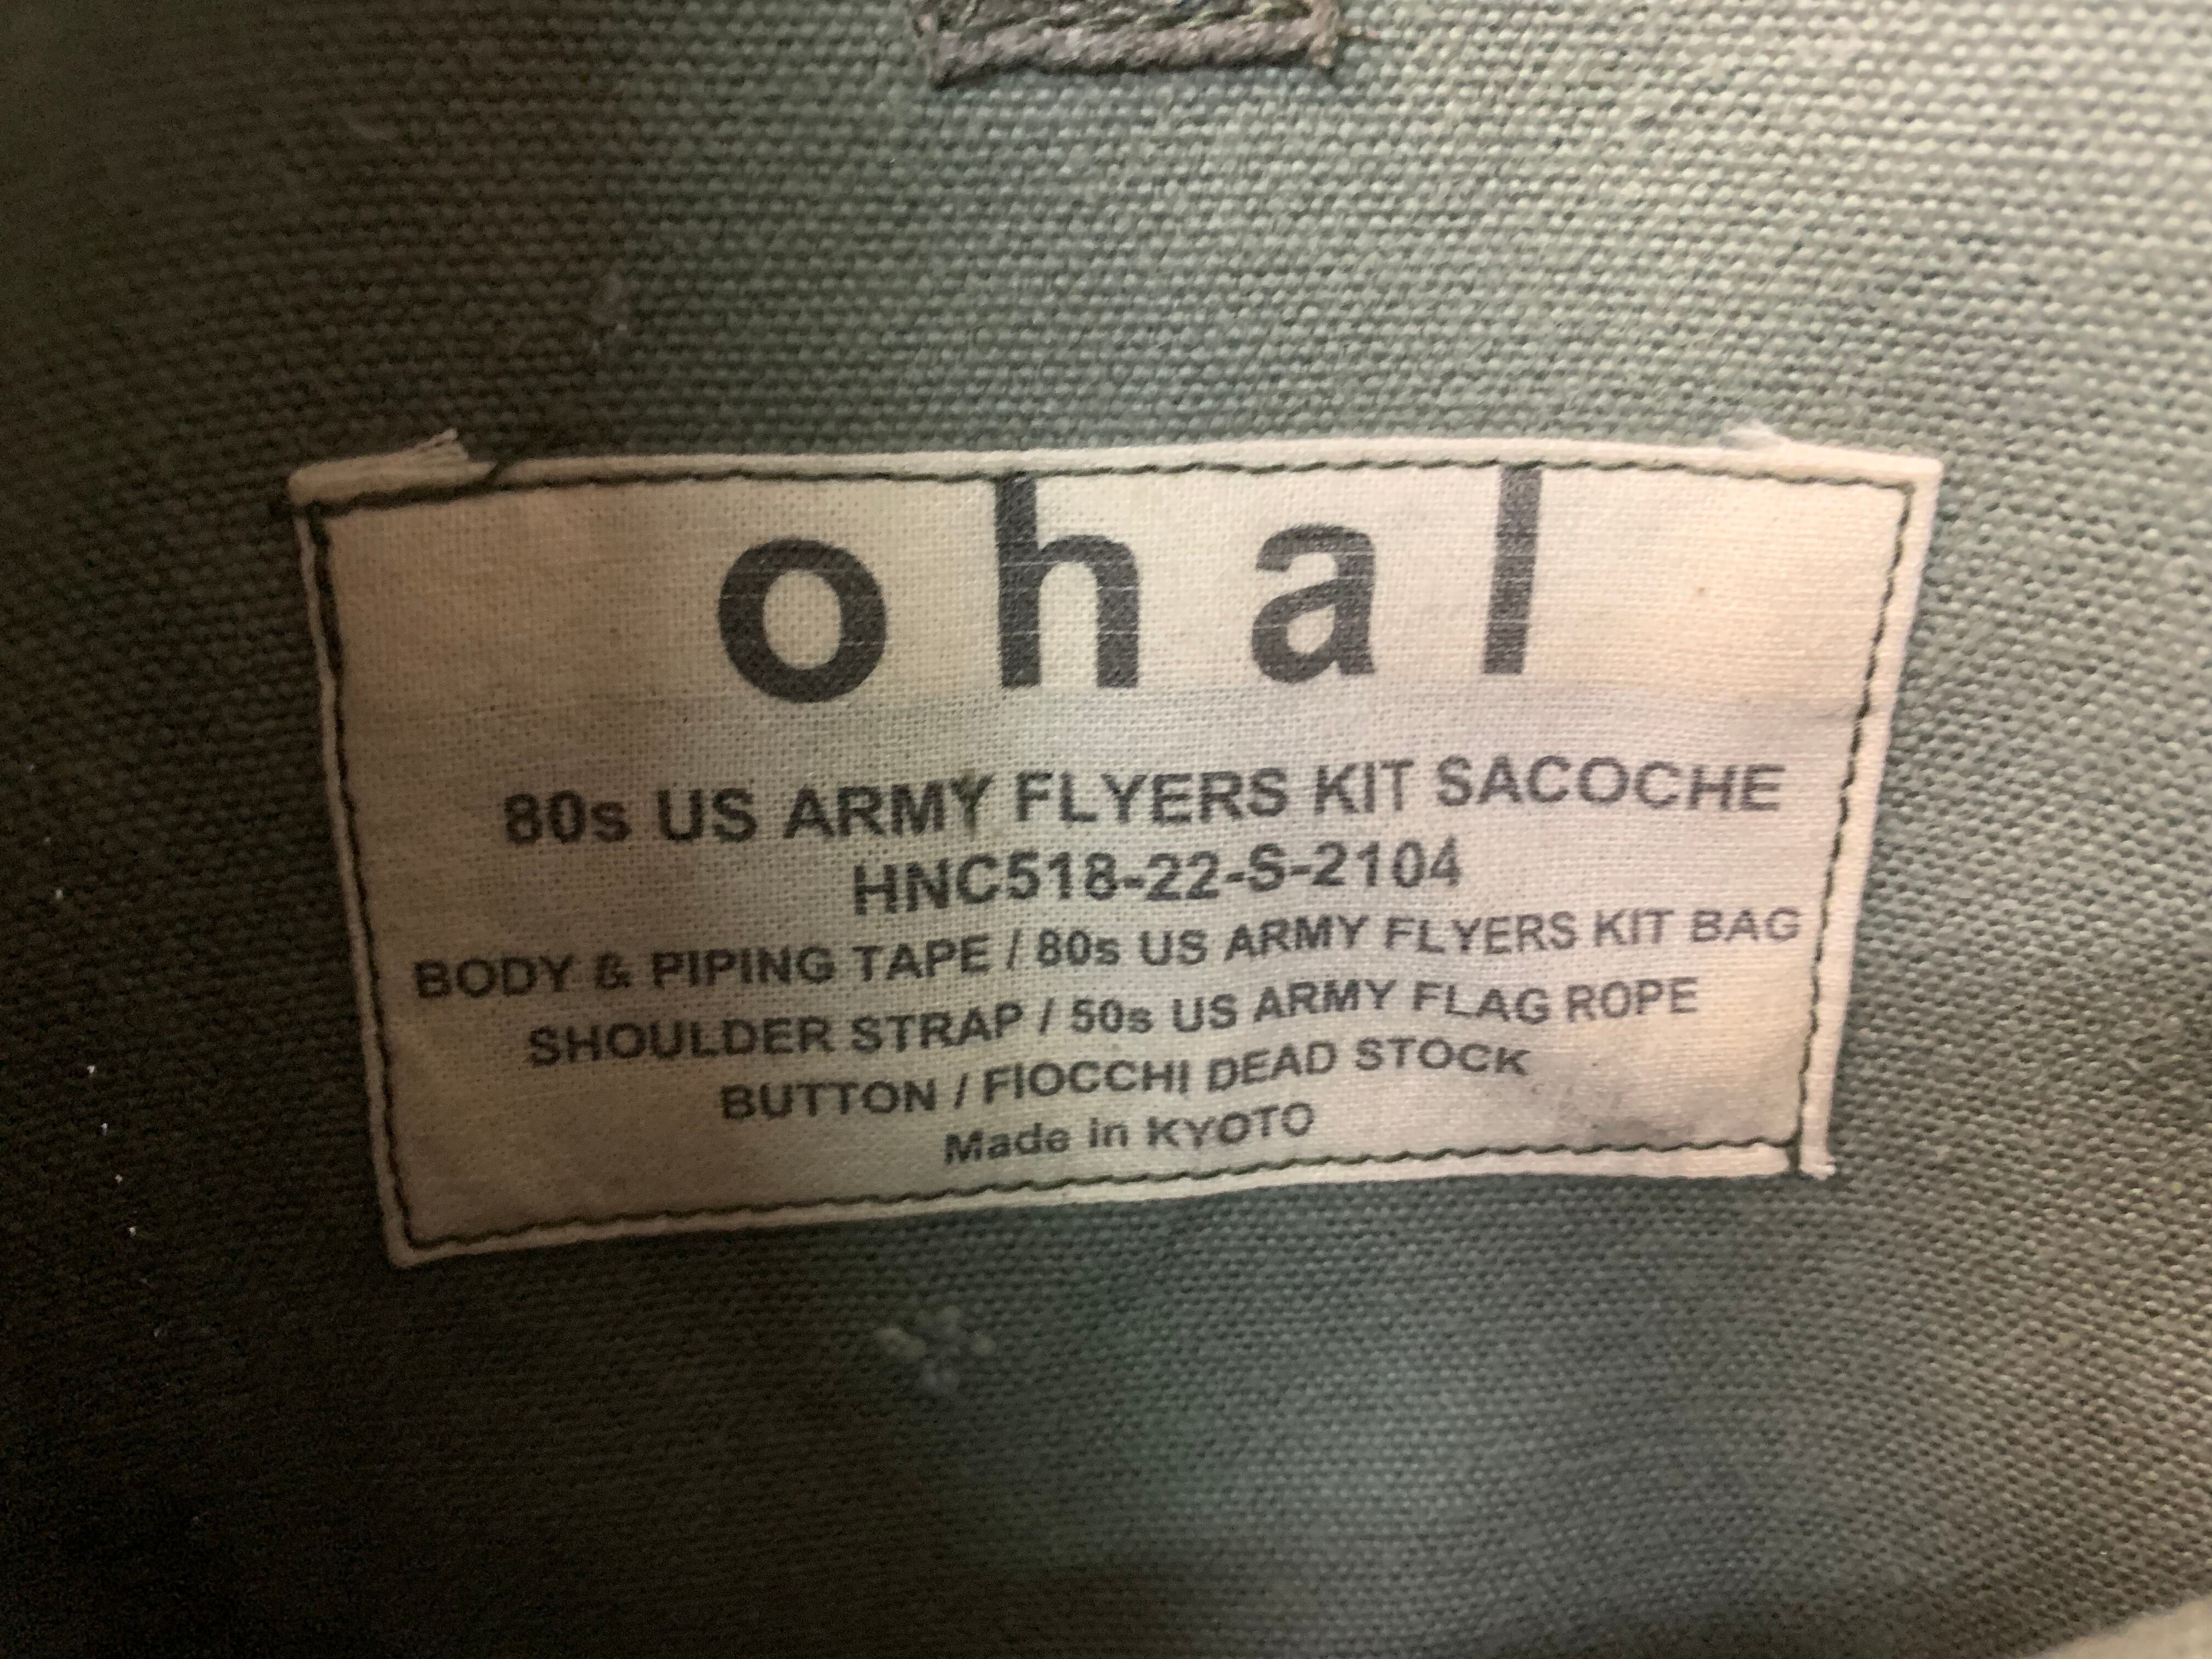 ohal
80s US ARMY FLYERS KIT SACOCHE
HNC518-22-S-2104
BODY & PIPING TAPE / 80s US ARMY FLYERS KIT BAG
SHOULDER STRAP / 50s US ARMY FLAG ROPE
BUTTON / FIOCCHI DEAD STOCK
Made in KYOTO